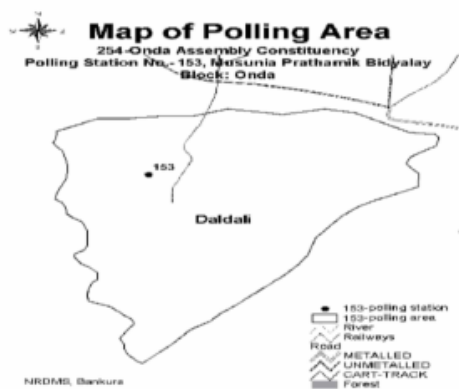 Map of Polling Area
254-Onda Assembly Constituency
Polling Station No.- 153, Musunia Prathamik Bidyalay
Block: Onda
153
Daldali
153-polling station
153-polling area
River
Railways
Road
METALLED
UNMETALLED
CART-TRACK
Forest
NRDMS, Bankura